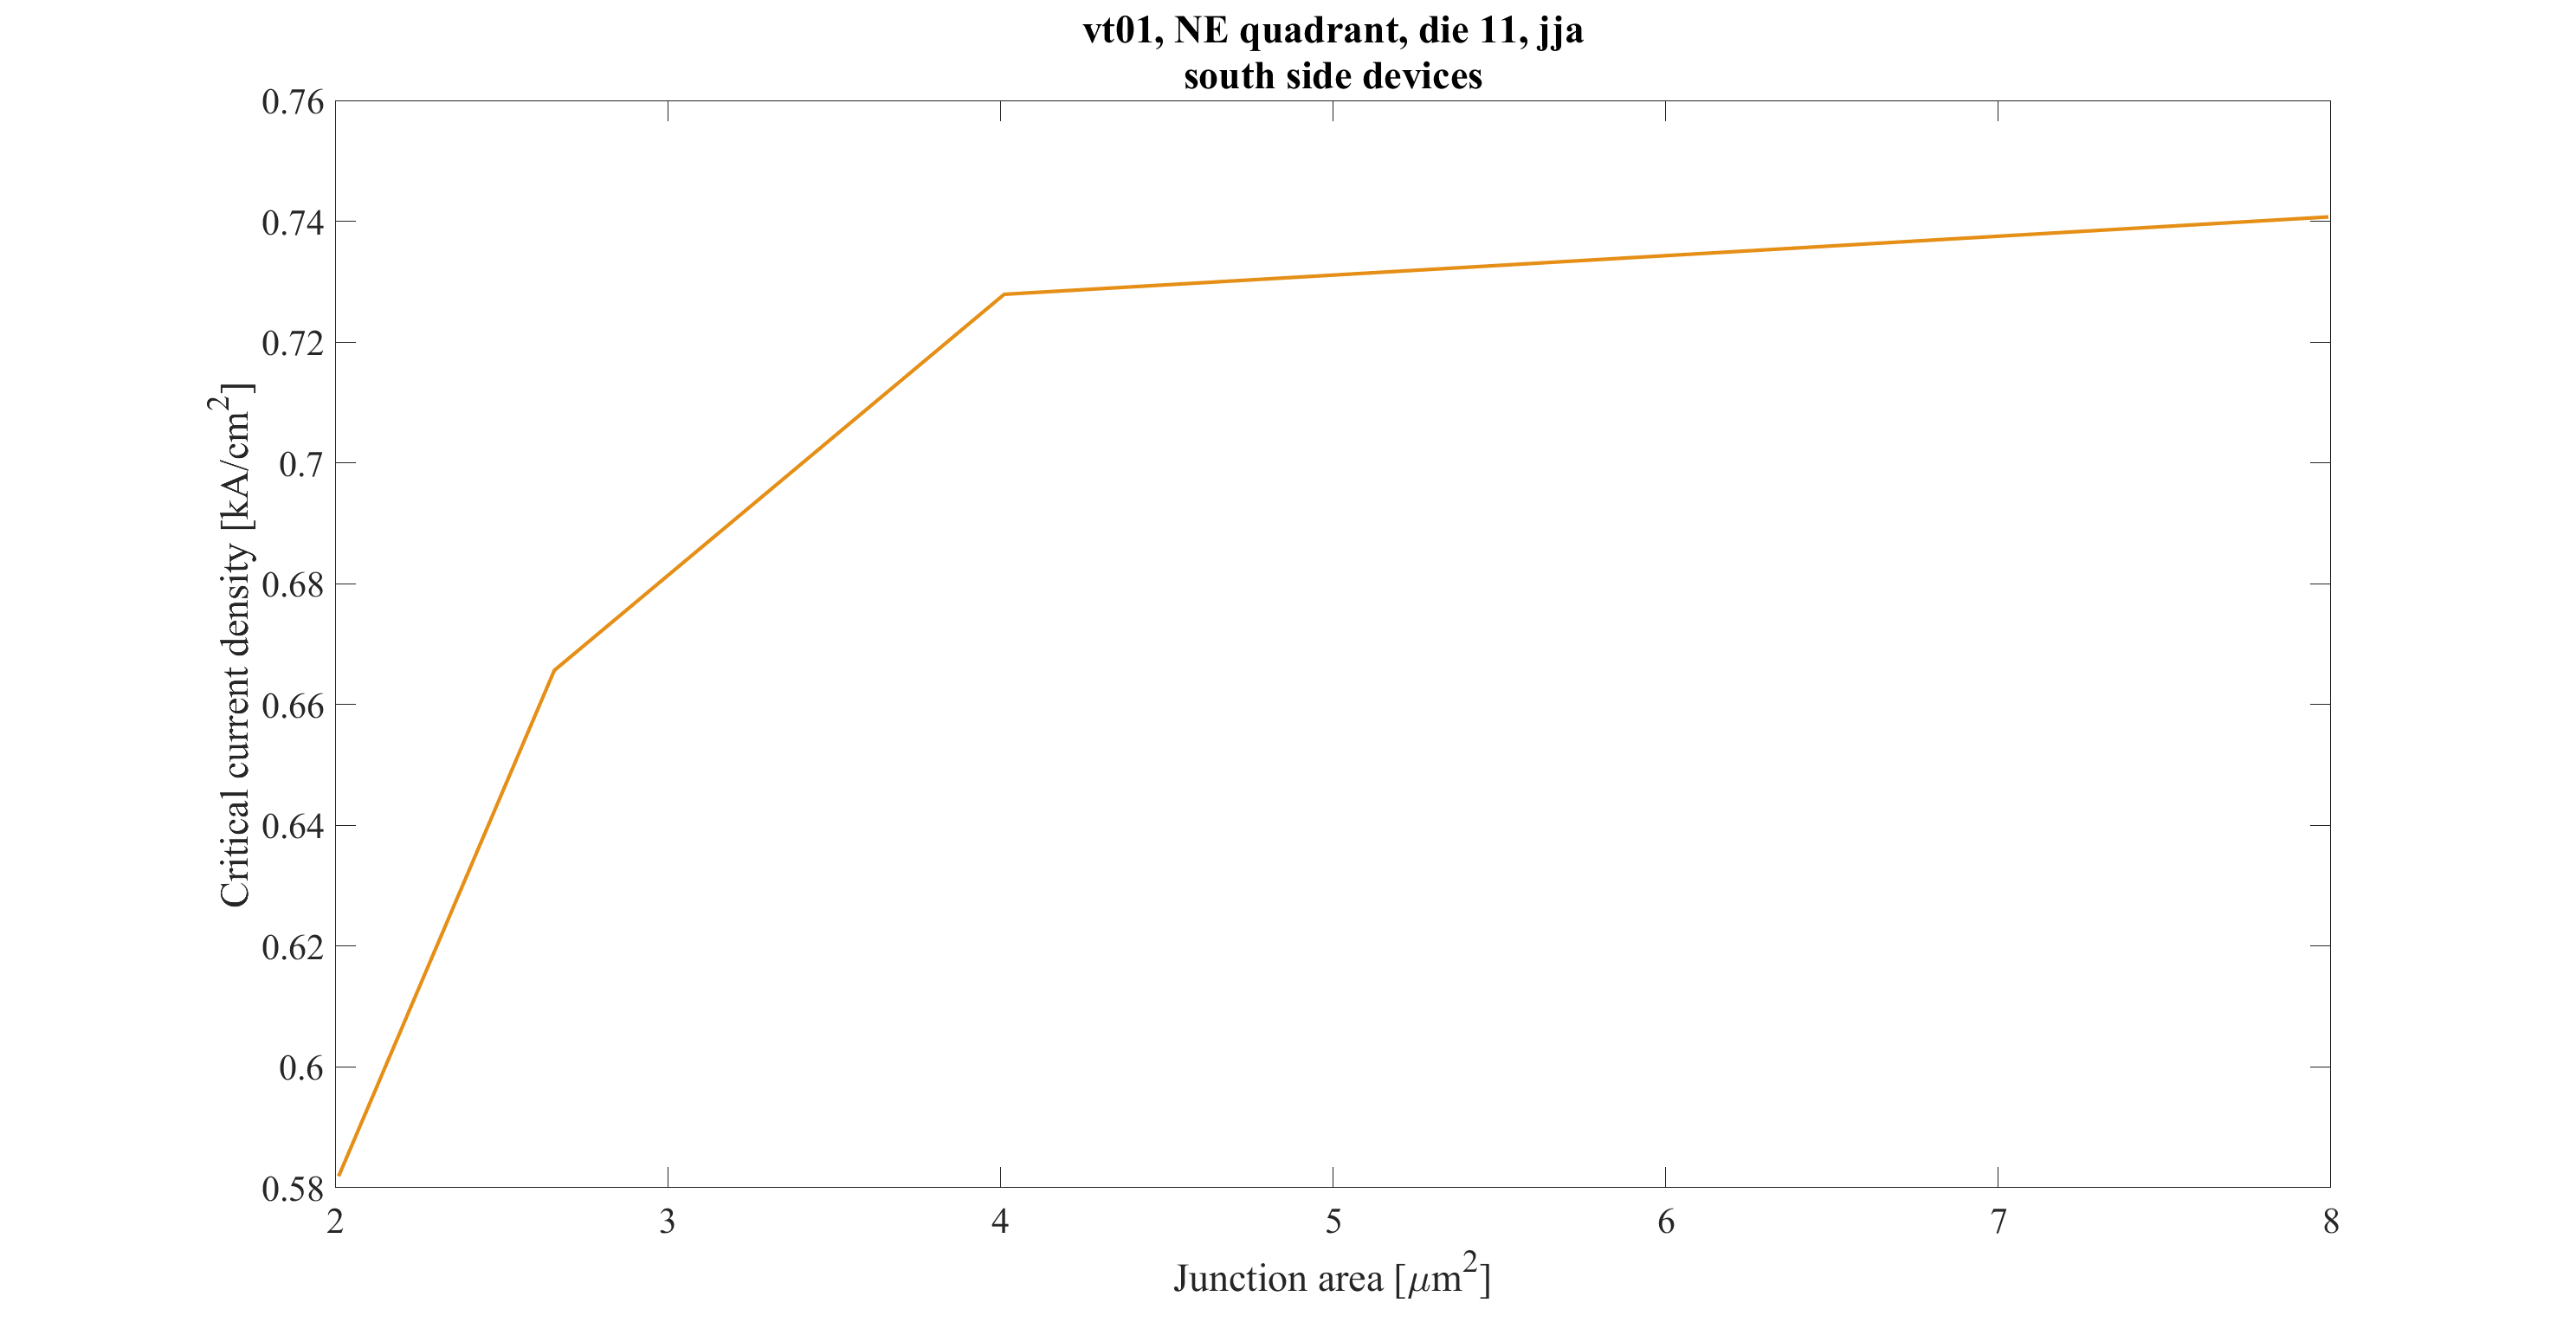 vt01, NE quadrant, die 11, jja
south side devices
0.76
0.74
0.72
0.7
0.68
0.66
0.64
0.62
0.6
0.58
Critical current density [kA/cm²]
2 3 4 5 6 7 8
Junction area [μm²]